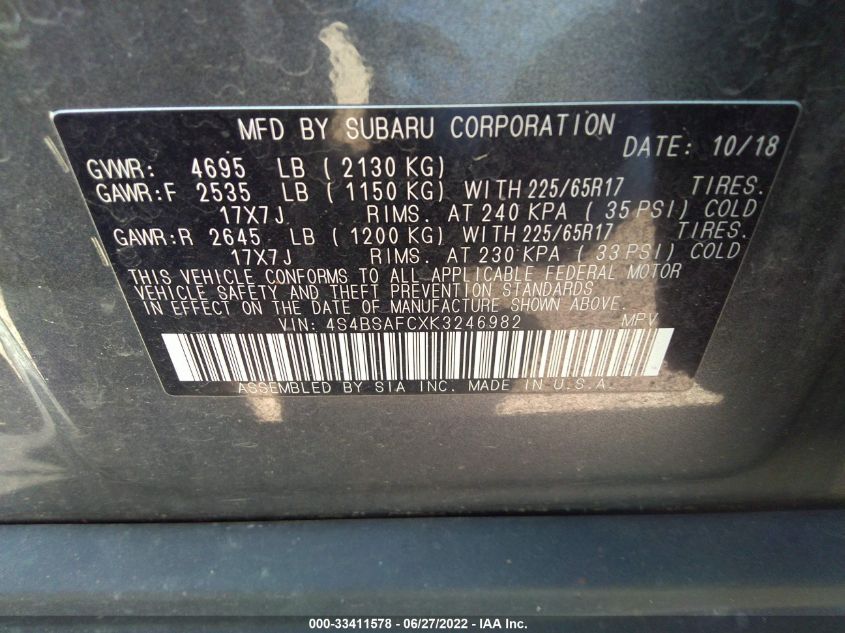 MFD BY SUBARU CORPORATION DATE: 10/18
GVWR: 4695 LB ( 2130 KG)
GAWR:F 2535 LB ( 1150 KG) WITH 225/65R17 TIRES.
17X7J RIMS. AT 240 KPA ( 35 PSI) COLD
GAWR:R 2645 LB ( 1200 KG) WITH 225/65R17 TIRES.
17X7J RIMS. AT 230 KPA ( 33 PSI) COLD
THIS VEHICLE CONFORMS TO ALL APPLICABLE FEDERAL MOTOR
VEHICLE SAFETY AND THEFT PREVENTION STANDARDS
IN EFFECT ON THE DATE OF MANUFACTURE SHOWN ABOVE.
VIN: 4S4BSAFCXK3246982 MPV
ASSEMBLED BY SIA INC. MADE IN U.S.A.
000-33411578 - 06/27/2022 - IAA Inc.